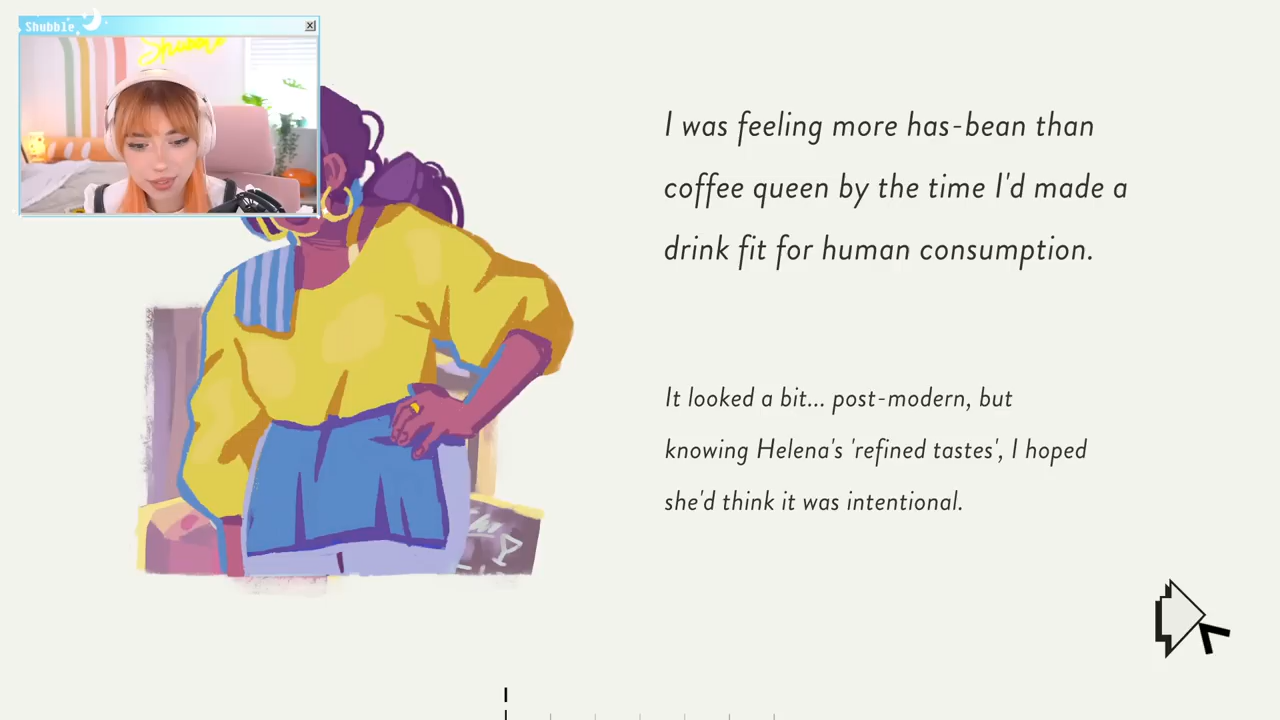 Shubble
Shubble
I was feeling more has-bean than
coffee queen by the time I'd made a
drink fit for human consumption.
It looked a bit... post-modern, but
knowing Helena's 'refined tastes', I hoped
she'd think it was intentional.